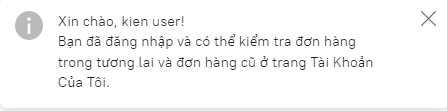 Xin chào, kien user!
Bạn đã đăng nhập và có thể kiểm tra đơn hàng
trong tương lai và đơn hàng cũ ở trang Tài Khoản
Của Tôi.